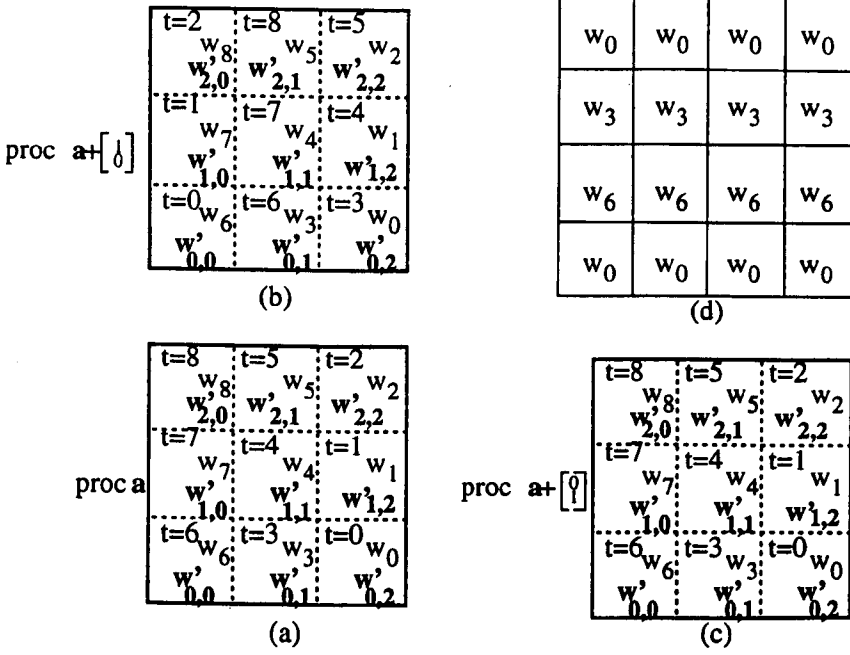 t=2 t=8 t=5
w8 w5 w2
w'2,0 w'2,1 w'2,2
t=1 t=7 t=4
w7 w4 w1
proc a+[1 0]
w'1,0 w'1,1 w'1,2
t=0 t=6 t=3
w6 w3 w0
w'0,0 w'0,1 w'0,2
(b)
w0 w0 w0 w0
w3 w3 w3 w3
w6 w6 w6 w6
w0 w0 w0 w0
(d)
t=8 t=5 t=2
w8 w5 w2
w'2,0 w'2,1 w'2,2
t=7 t=4 t=1
w7 w4 w1
proc a
w'1,0 w'1,1 w'1,2
t=6 t=3 t=0
w6 w3 w0
w'0,0 w'0,1 w'0,2
(a)
t=8 t=5 t=2
w8 w5 w2
w'2,0 w'2,1 w'2,2
t=7 t=4 t=1
w7 w4 w1
proc a+[0 1]
w'1,0 w'1,1 w'1,2
t=6 t=3 t=0
w6 w3 w0
w'0,0 w'0,1 w'0,2
(c)